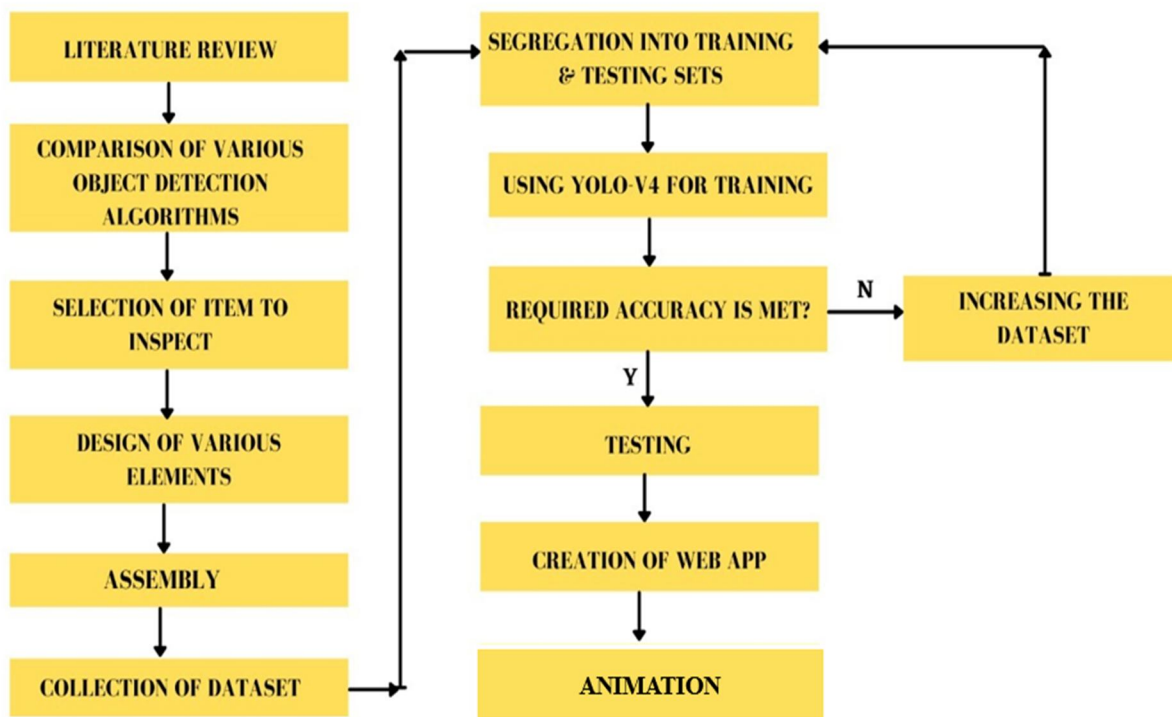 LITERATURE REVIEW
COMPARISON OF VARIOUS
OBJECT DETECTION
ALGORITHMS
SELECTION OF ITEM TO
INSPECT
DESIGN OF VARIOUS
ELEMENTS
ASSEMBLY
COLLECTION OF DATASET
SEGREGATION INTO TRAINING
& TESTING SETS
USING YOLO-V4 FOR TRAINING
REQUIRED ACCURACY IS MET?
N
INCREASING THE
DATASET
Y
TESTING
CREATION OF WEB APP
ANIMATION